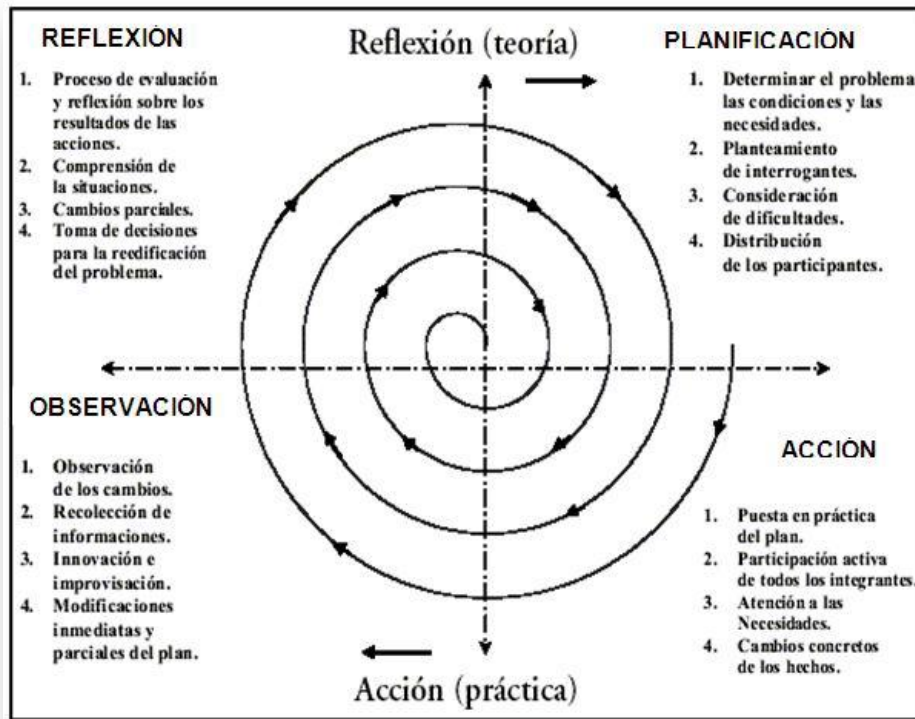 REFLEXIÓN
1. Proceso de evaluación
y reflexión sobre los
resultados de las
acciones.
2. Comprensión de
la situaciones.
3. Cambios parciales.
4. Toma de decisiones
para la reedificación
del problema.
Reflexión (teoría)
PLANIFICACIÓN
1. Determinar el problema
las condiciones y las
necesidades.
2. Planteamiento
de interrogantes.
3. Consideración
de dificultades.
4. Distribución
de los participantes.
OBSERVACIÓN
1. Observación
de los cambios.
2. Recolección de
informaciones.
3. Innovación e
improvisación.
4. Modificaciones
inmediatas y
parciales del plan.
ACCIÓN
1. Puesta en práctica
del plan.
2. Participación activa
de todos los integrantes.
3. Atención a las
Necesidades.
4. Cambios concretos
de los hechos.
Acción (práctica)